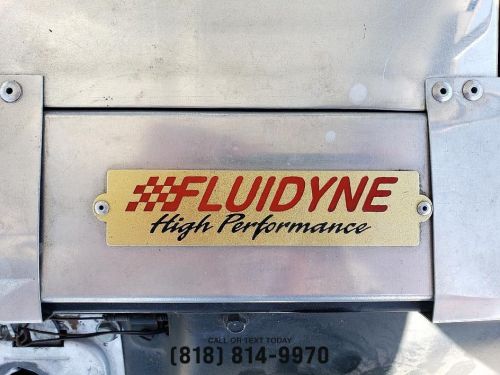 FLUIDYNE
High Performance
CALL OR TEXT TODAY
(818) 814-9970